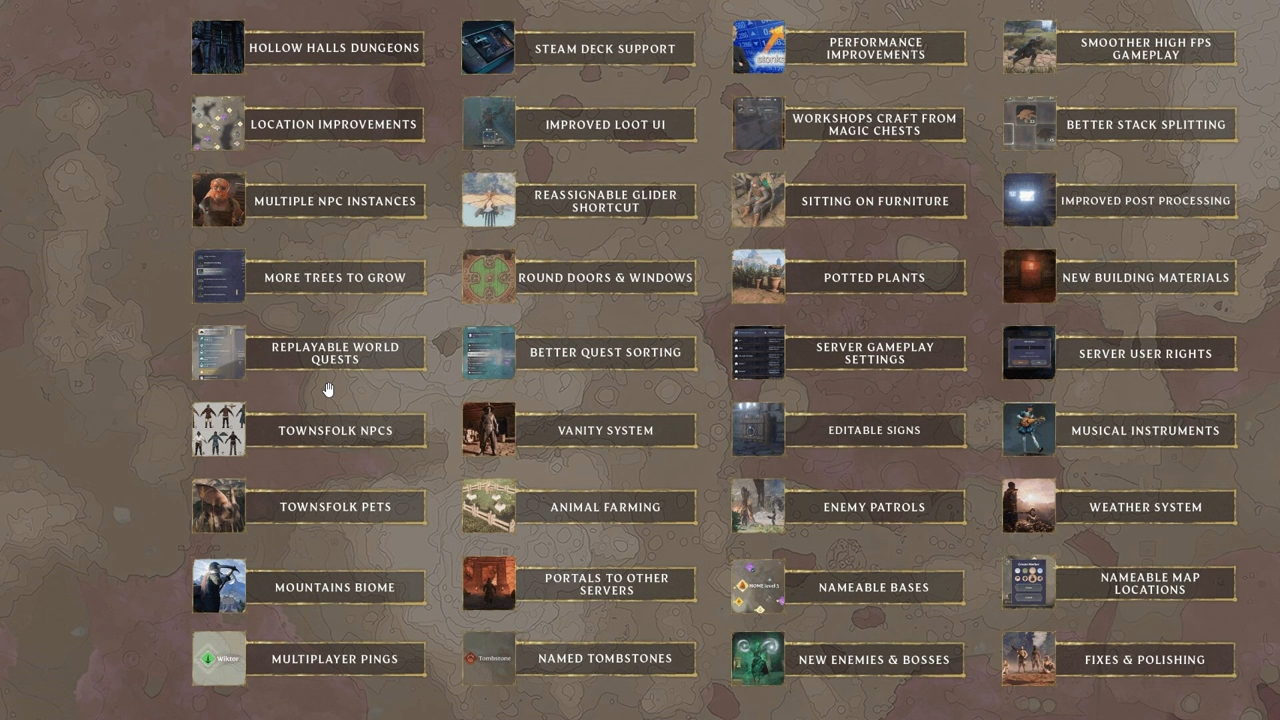 HOLLOW HALLS DUNGEONS
STEAM DECK SUPPORT
PERFORMANCE
IMPROVEMENTS
SMOOTHER HIGH FPS
GAMEPLAY
LOCATION IMPROVEMENTS
IMPROVED LOOT UI
WORKSHOPS CRAFT FROM
MAGIC CHESTS
BETTER STACK SPLITTING
MULTIPLE NPC INSTANCES
REASSIGNABLE GLIDER
SHORTCUT
SITTING ON FURNITURE
IMPROVED POST PROCESSING
MORE TREES TO GROW
ROUND DOORS & WINDOWS
POTTED PLANTS
NEW BUILDING MATERIALS
REPLAYABLE WORLD
QUESTS
BETTER QUEST SORTING
SERVER GAMEPLAY
SETTINGS
SERVER USER RIGHTS
TOWNSFOLK NPCS
VANITY SYSTEM
EDITABLE SIGNS
MUSICAL INSTRUMENTS
TOWNSFOLK PETS
ANIMAL FARMING
ENEMY PATROLS
WEATHER SYSTEM
MOUNTAINS BIOME
PORTALS TO OTHER
SERVERS
HOME level 3
NAMEABLE BASES
NAMEABLE MAP
LOCATIONS
Wiktor
MULTIPLAYER PINGS
Tombstone
NAMED TOMBSTONES
NEW ENEMIES & BOSSES
FIXES & POLISHING